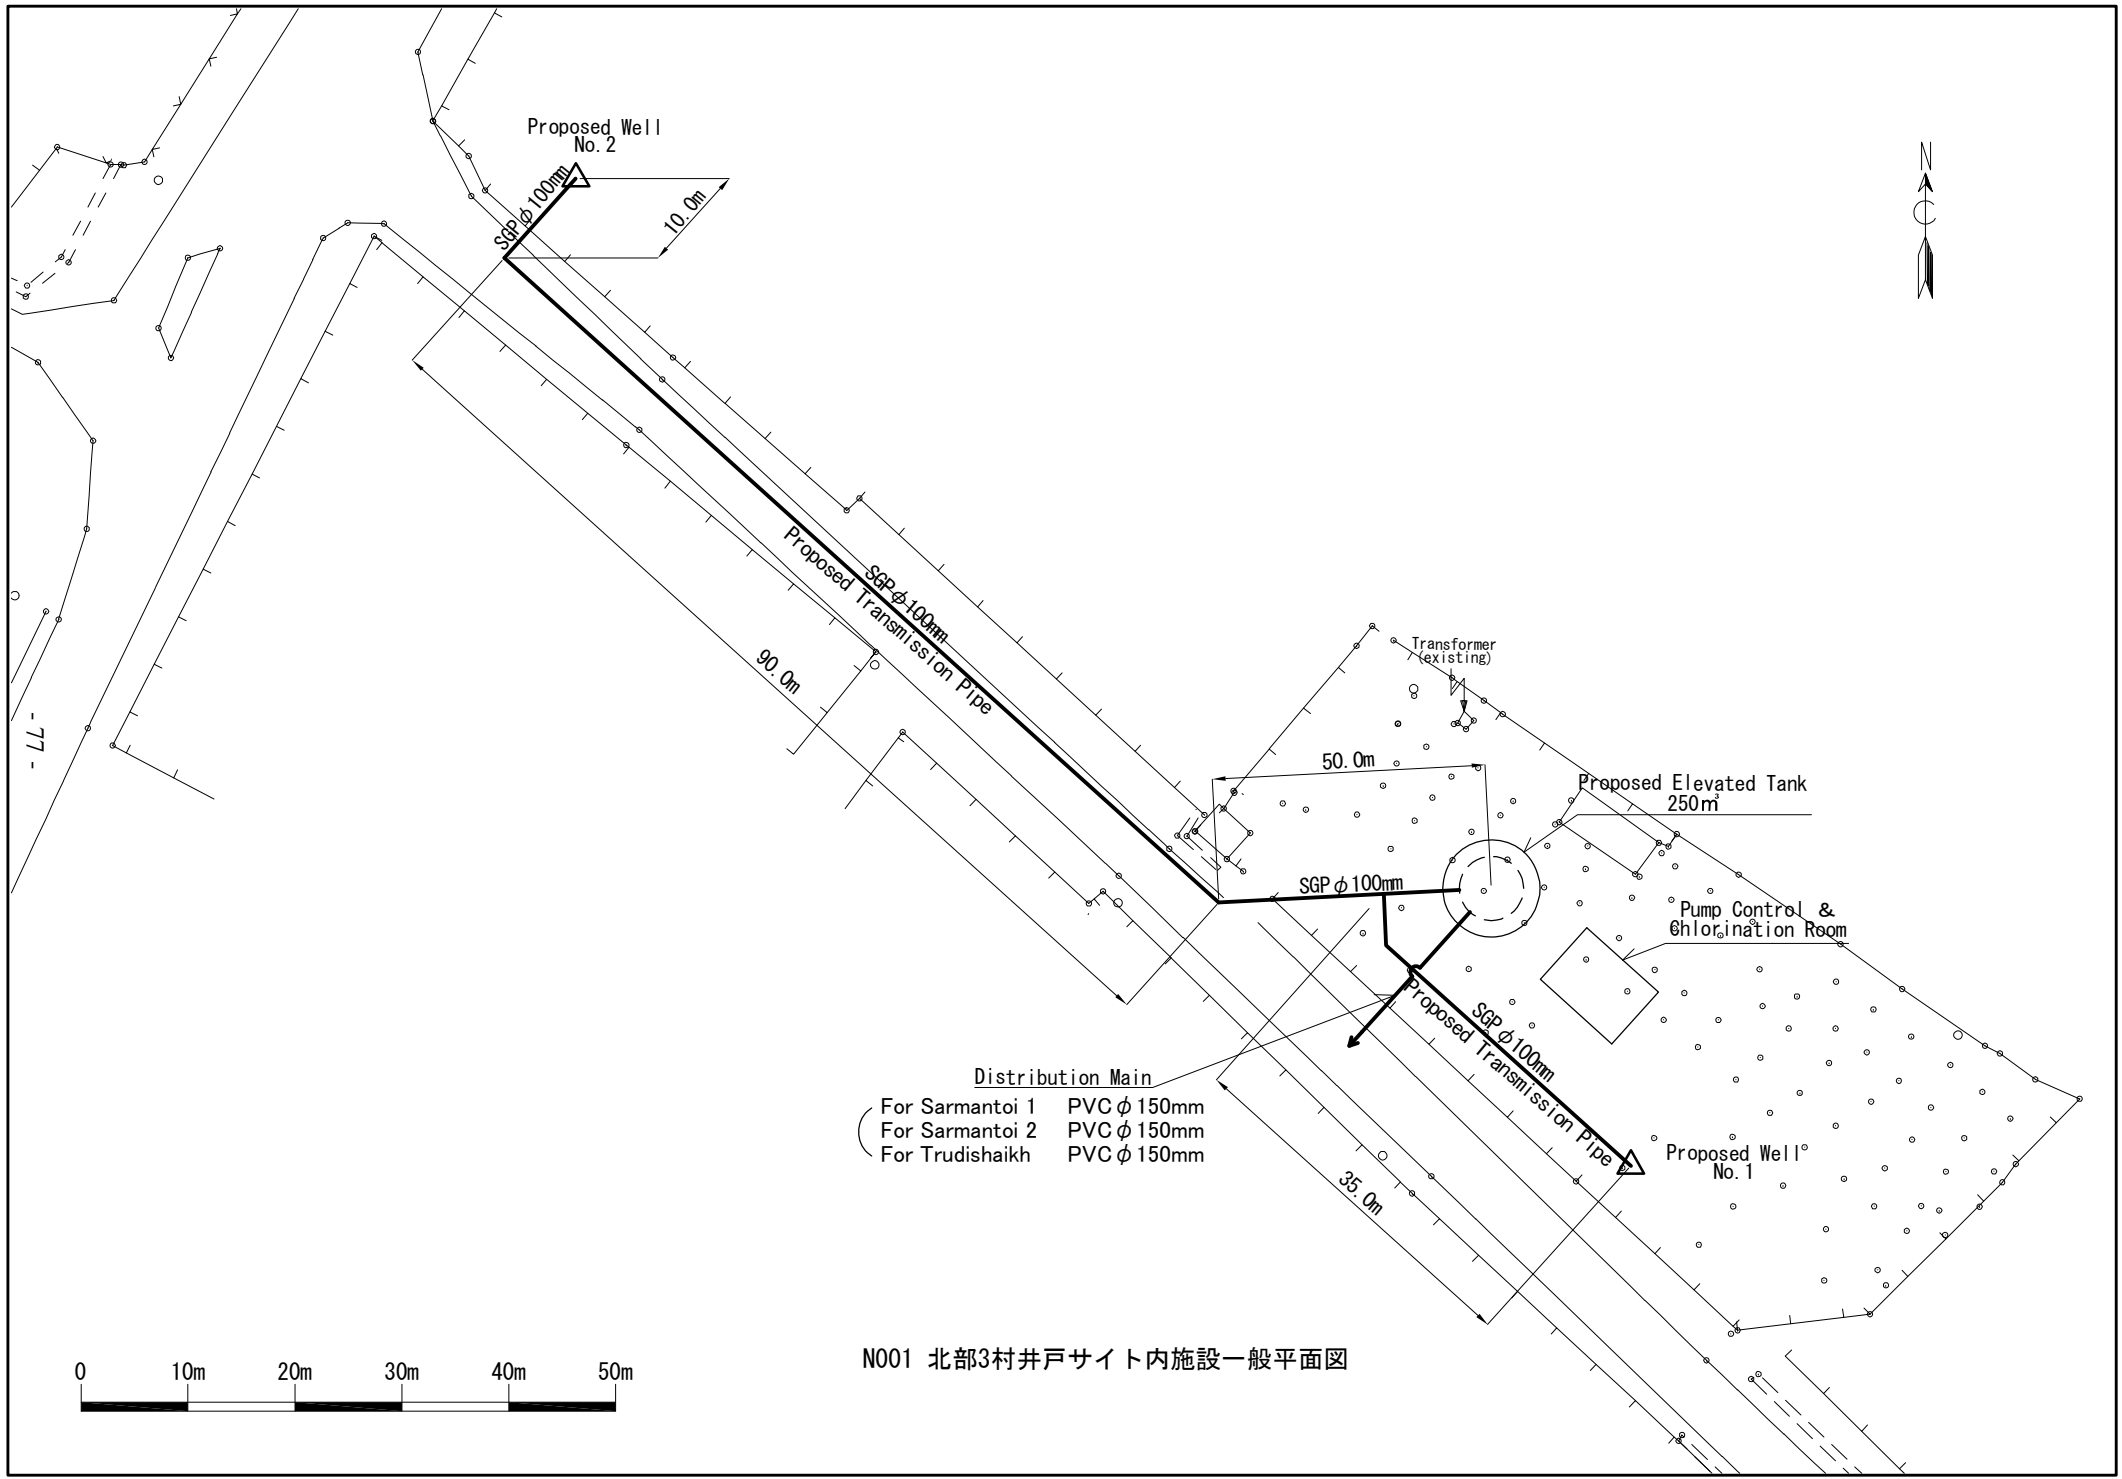 Proposed Well
No.2
SGPφ100mm
10.0m
N
SGPφ100mm
Proposed Transmission Pipe
90.0m
Transformer
(existing)
50.0m
Proposed Elevated Tank
250㎥
SGPφ100mm
Pump Control &
Chlorination Room
SGPφ100mm
Proposed Transmission Pipe
Distribution Main
For Sarmantoi 1 PVCφ150mm
For Sarmantoi 2 PVCφ150mm
For Trudishaikh PVCφ150mm
Proposed Well
No.1
35.0m
- 77 -
N001 北部3村井戸サイト内施設一般平面図
0 10m 20m 30m 40m 50m